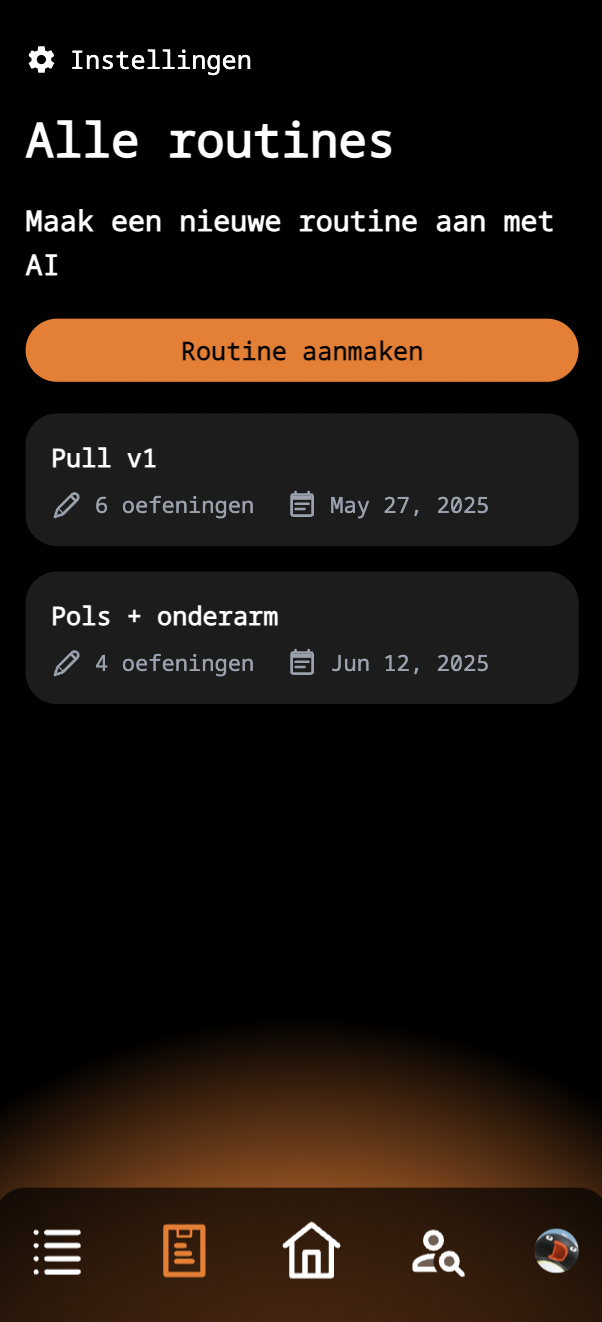 Instellingen
Alle routines
Maak een nieuwe routine aan met
AI
Routine aanmaken
Pull v1
6 oefeningen May 27, 2025
Pols + onderarm
4 oefeningen Jun 12, 2025